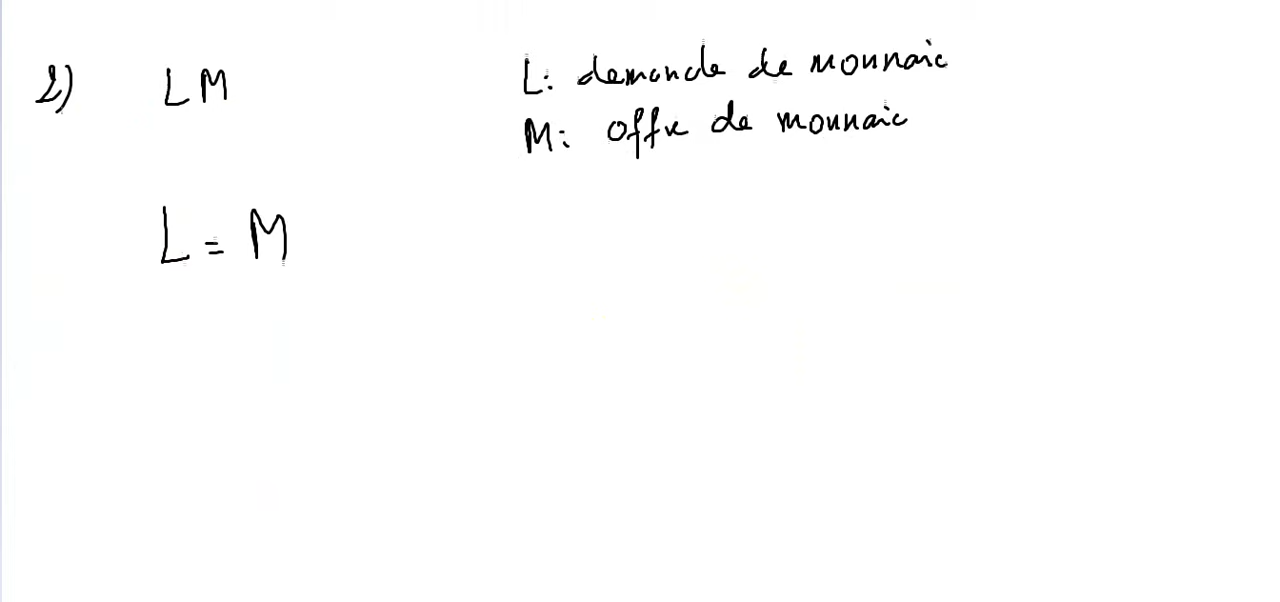 2) LM
L: demande de monnaie
M: offre de monnaie
L = M